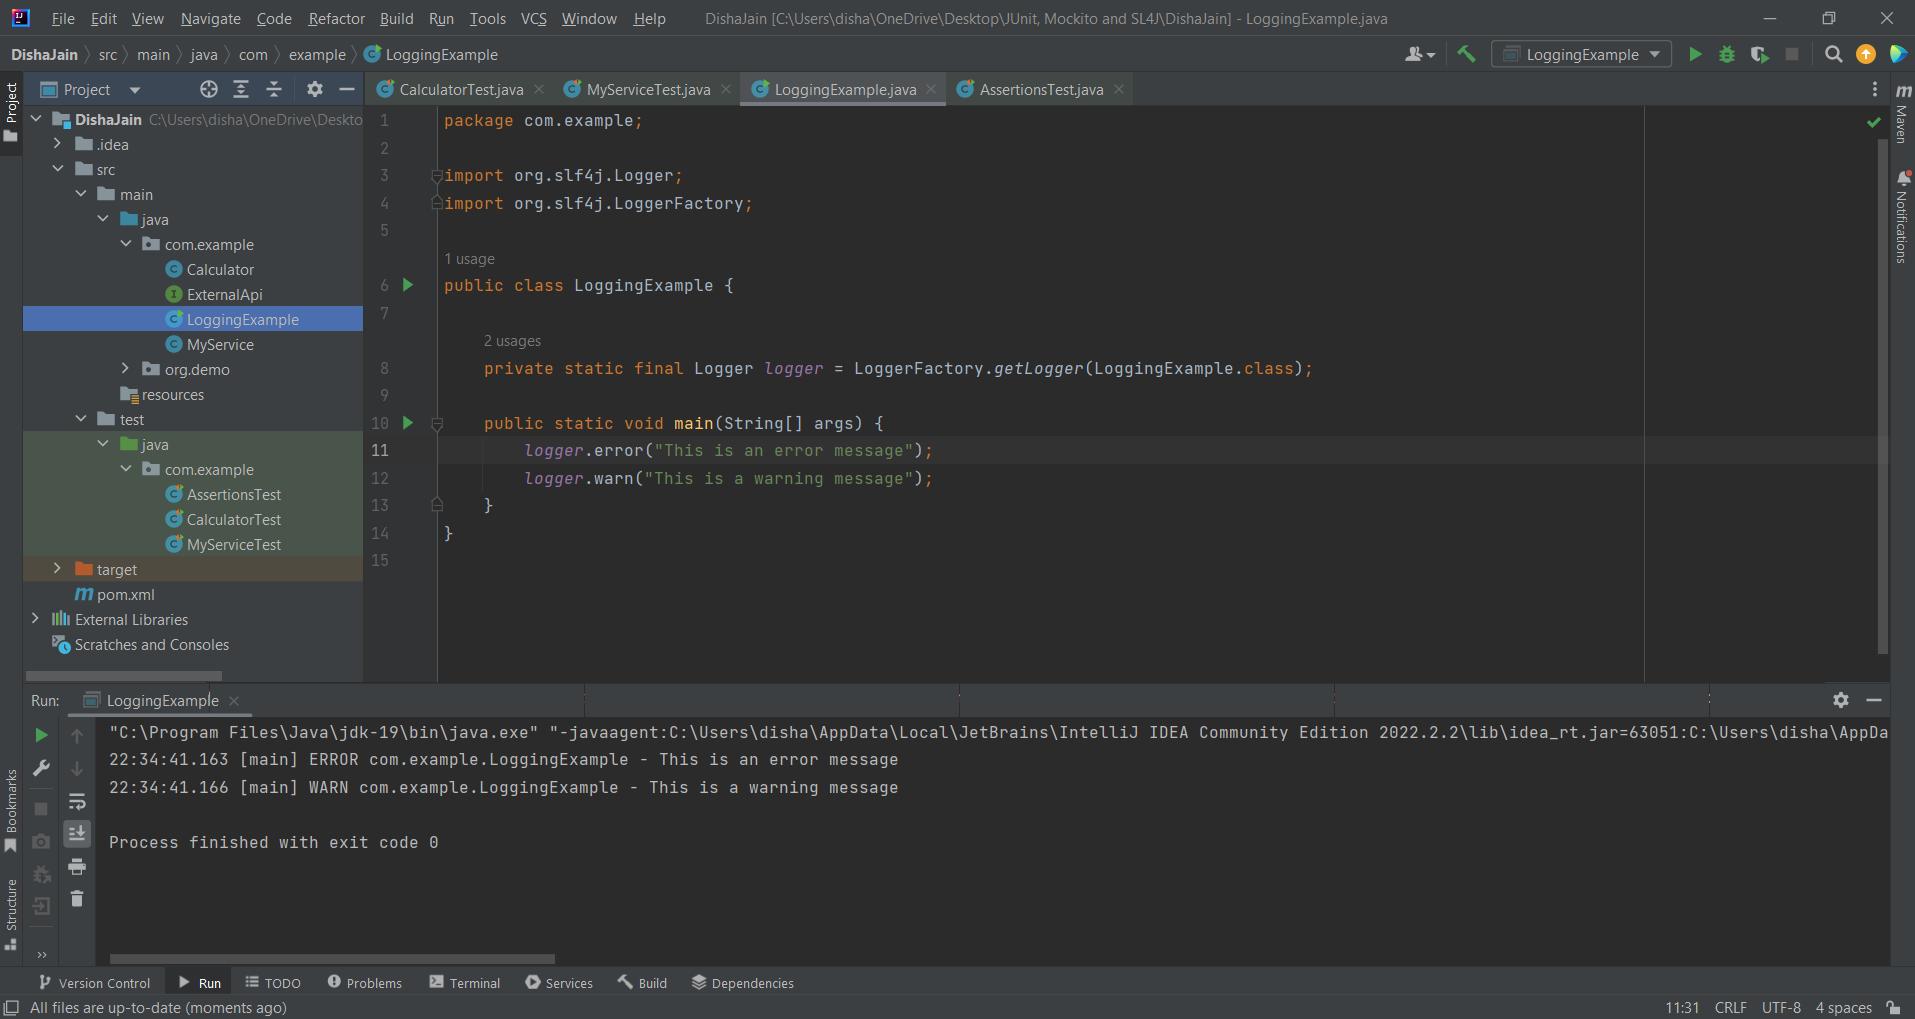 File Edit View Navigate Code Refactor Build Run Tools VCS Window Help DishaJain [C:\Users\disha\OneDrive\Desktop\JUnit, Mockito and SL4J\DishaJain] - LoggingExample.java
DishaJain src main java com example LoggingExample LoggingExample
Project
CalculatorTest.java MyServiceTest.java LoggingExample.java AssertionsTest.java
Project
Bookmarks
Structure
Maven
Notifications
DishaJain C:\Users\disha\OneDrive\Deskto
.idea
src
main
java
com.example
Calculator
ExternalApi
LoggingExample
MyService
org.demo
resources
test
java
com.example
AssertionsTest
CalculatorTest
MyServiceTest
target
pom.xml
External Libraries
Scratches and Consoles
1 package com.example;
2
3 import org.slf4j.Logger;
4 import org.slf4j.LoggerFactory;
5
1 usage
6 public class LoggingExample {
7
2 usages
8 private static final Logger logger = LoggerFactory.getLogger(LoggingExample.class);
9
10 public static void main(String[] args) {
11 logger.error("This is an error message");
12 logger.warn("This is a warning message");
13 }
14 }
15
Run: LoggingExample
"C:\Program Files\Java\jdk-19\bin\java.exe" "-javaagent:C:\Users\disha\AppData\Local\JetBrains\IntelliJ IDEA Community Edition 2022.2.2\lib\idea_rt.jar=63051:C:\Users\disha\AppDa
22:34:41.163 [main] ERROR com.example.LoggingExample - This is an error message
22:34:41.166 [main] WARN com.example.LoggingExample - This is a warning message
Process finished with exit code 0
Version Control Run TODO Problems Terminal Services Build Dependencies
All files are up-to-date (moments ago) 11:31 CRLF UTF-8 4 spaces